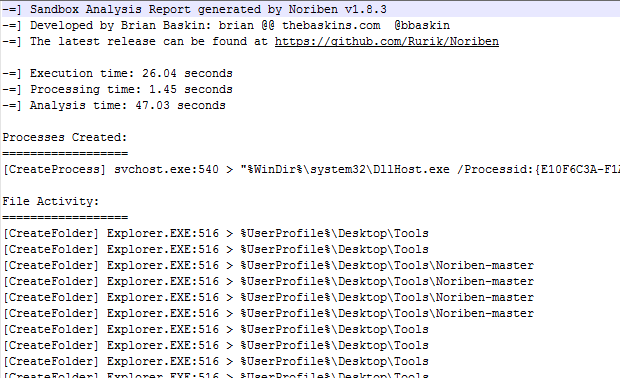 -=] Sandbox Analysis Report generated by Noriben v1.8.3
-=] Developed by Brian Baskin: brian @@ thebaskins.com  @bbaskin
-=] The latest release can be found at https://github.com/Rurik/Noriben
-=] Execution time: 26.04 seconds
-=] Processing time: 1.45 seconds
-=] Analysis time: 47.03 seconds
Processes Created:
==================
[CreateProcess] svchost.exe:540 > "%WinDir%\system32\DllHost.exe /Processid:{E10F6C3A-F1
File Activity:
==================
[CreateFolder] Explorer.EXE:516 > %UserProfile%\Desktop\Tools
[CreateFolder] Explorer.EXE:516 > %UserProfile%\Desktop\Tools
[CreateFolder] Explorer.EXE:516 > %UserProfile%\Desktop\Tools\Noriben-master
[CreateFolder] Explorer.EXE:516 > %UserProfile%\Desktop\Tools\Noriben-master
[CreateFolder] Explorer.EXE:516 > %UserProfile%\Desktop\Tools\Noriben-master
[CreateFolder] Explorer.EXE:516 > %UserProfile%\Desktop\Tools\Noriben-master
[CreateFolder] Explorer.EXE:516 > %UserProfile%\Desktop\Tools
[CreateFolder] Explorer.EXE:516 > %UserProfile%\Desktop\Tools
[CreateFolder] Explorer.EXE:516 > %UserProfile%\Desktop\Tools
[CreateFolder] Explorer.EXE:516 > %UserProfile%\Desktop\Tools